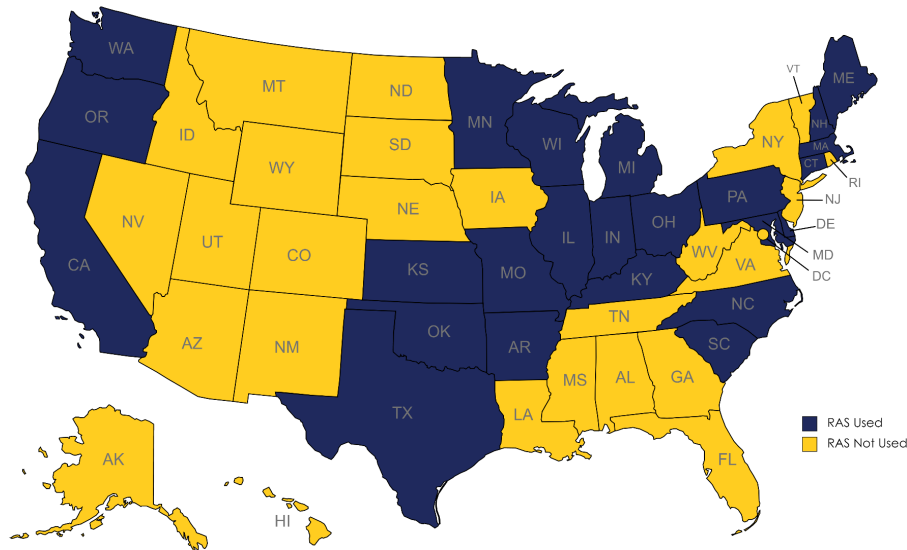 WA
ME
VT
MT
ND
OR
MN
NH
ID
WI
NY
MA
SD
MI
CT
WY
RI
IA
PA
NJ
NE
NV
OH
DE
IL
IN
UT
WV
MD
CO
CA
VA
DC
KS
MO
KY
NC
TN
OK
AZ
NM
AR
SC
MS
AL
GA
TX
LA
RAS Used
RAS Not Used
AK
FL
HI